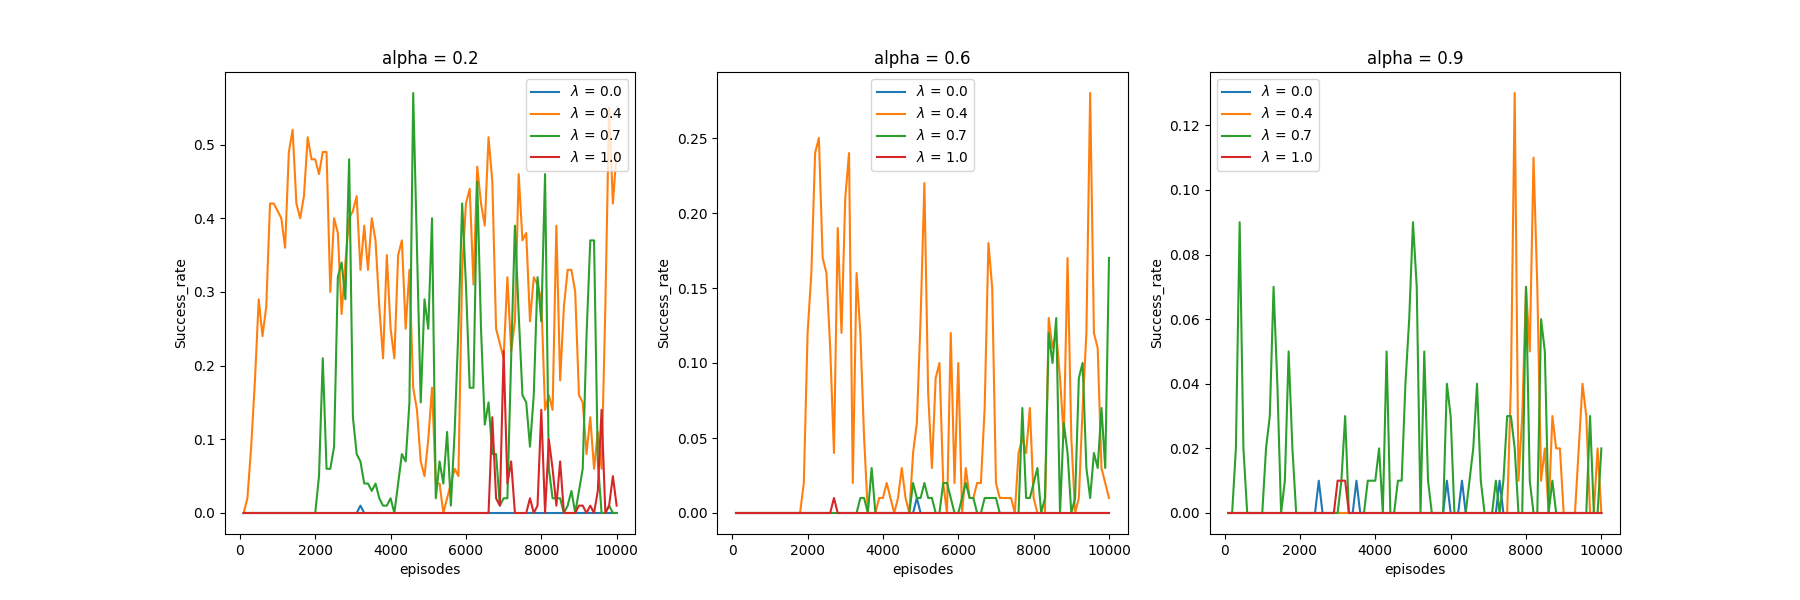 alpha = 0.2
Success_rate
0.5
0.4
0.3
0.2
0.1
0.0
λ = 0.0
λ = 0.4
λ = 0.7
λ = 1.0
0 2000 4000 6000 8000 10000
episodes
alpha = 0.6
Success_rate
0.25
0.20
0.15
0.10
0.05
0.00
λ = 0.0
λ = 0.4
λ = 0.7
λ = 1.0
0 2000 4000 6000 8000 10000
episodes
alpha = 0.9
Success_rate
0.12
0.10
0.08
0.06
0.04
0.02
0.00
λ = 0.0
λ = 0.4
λ = 0.7
λ = 1.0
0 2000 4000 6000 8000 10000
episodes